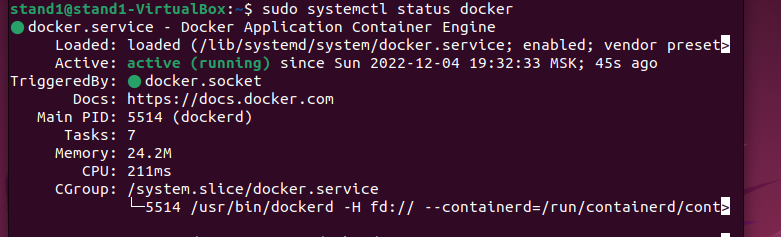 stand1@stand1-VirtualBox:~$ sudo systemctl status docker
● docker.service - Docker Application Container Engine
Loaded: loaded (/lib/systemd/system/docker.service; enabled; vendor preset>
Active: active (running) since Sun 2022-12-04 19:32:33 MSK; 45s ago
TriggeredBy: ● docker.socket
Docs: https://docs.docker.com
Main PID: 5514 (dockerd)
Tasks: 7
Memory: 24.2M
CPU: 211ms
CGroup: /system.slice/docker.service
└─5514 /usr/bin/dockerd -H fd:// --containerd=/run/containerd/cont>
>